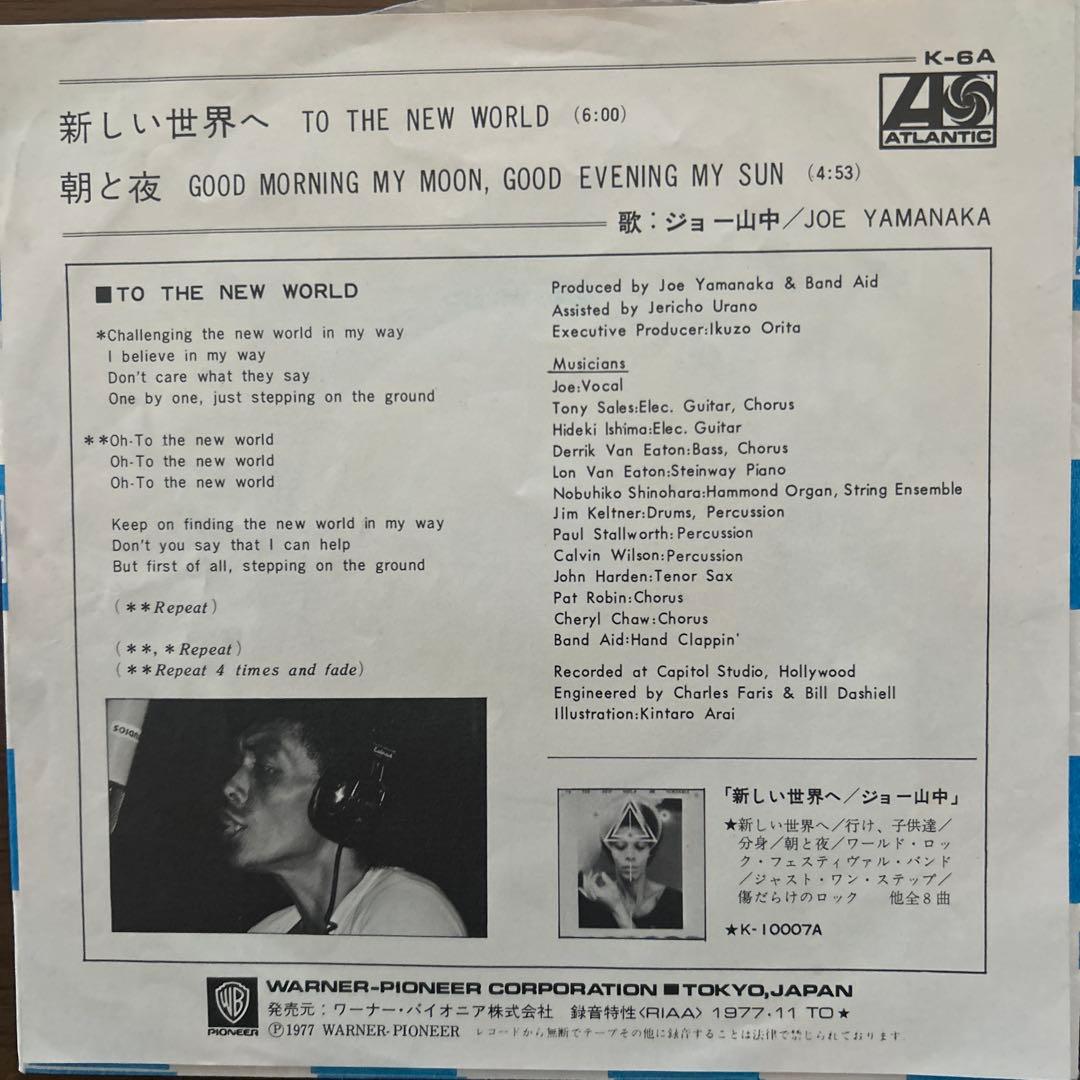 K-6A
ATLANTIC
新しい世界へ TO THE NEW WORLD (6:00)
朝と夜 GOOD MORNING MY MOON, GOOD EVENING MY SUN (4:53)
歌：ジョー山中／JOE YAMANAKA
■TO THE NEW WORLD
*Challenging the new world in my way
I believe in my way
Don't care what they say
One by one, just stepping on the ground
**Oh-To the new world
Oh-To the new world
Oh-To the new world
Keep on finding the new world in my way
Don't you say that I can help
But first of all, stepping on the ground
(**Repeat)
(**, *Repeat)
(**Repeat 4 times and fade)
Produced by Joe Yamanaka & Band Aid
Assisted by Jericho Urano
Executive Producer:Ikuzo Orita
Musicians
Joe:Vocal
Tony Sales:Elec. Guitar, Chorus
Hideki Ishima:Elec. Guitar
Derrik Van Eaton:Bass, Chorus
Lon Van Eaton:Steinway Piano
Nobuhiko Shinohara:Hammond Organ, String Ensemble
Jim Keltner:Drums, Percussion
Paul Stallworth:Percussion
Calvin Wilson:Percussion
John Harden:Tenor Sax
Pat Robin:Chorus
Cheryl Chaw:Chorus
Band Aid:Hand Clappin'
Recorded at Capitol Studio, Hollywood
Engineered by Charles Faris & Bill Dashiell
Illustration:Kintaro Arai
「新しい世界へ／ジョー山中」
★新しい世界へ／行け、子供達／
分身／朝と夜／ワールド・ロッ
ク・フェスティヴァル・バンド
／ジャスト・ワン・ステップ／
傷だらけのロック 他全8曲
★K-10007A
WB
PIONEER
WARNER-PIONEER CORPORATION ■TOKYO,JAPAN
発売元：ワーナー・パイオニア株式会社 録音特性〈RIAA〉1977・11 TO★
Ⓟ1977 WARNER-PIONEER レコードから無断でテープその他に録音することは法律で禁じられております。